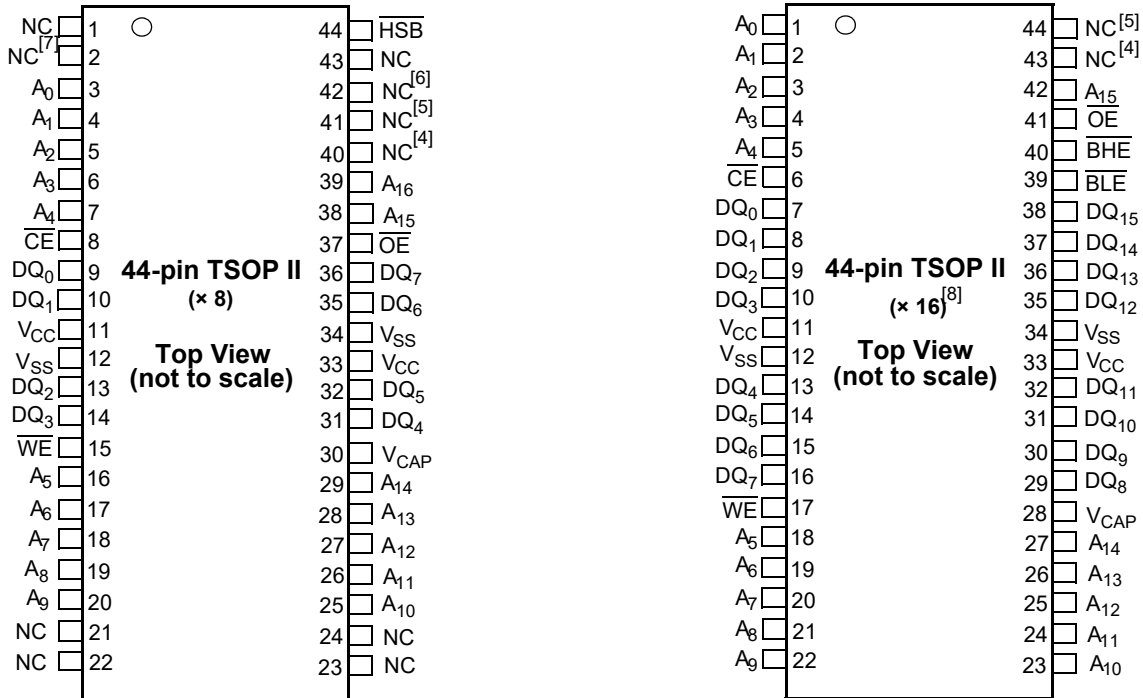 NC 1 44 HSB
NC[7] 2 43 NC
A0 3 42 NC[6]
A1 4 41 NC[5]
A2 5 40 NC[4]
A3 6 39 A16
A4 7 38 A15
CE 8 37 OE
DQ0 9 36 DQ7
DQ1 10 35 DQ6
VCC 11 34 VSS
VSS 12 33 VCC
DQ2 13 32 DQ5
DQ3 14 31 DQ4
WE 15 30 VCAP
A5 16 29 A14
A6 17 28 A13
A7 18 27 A12
A8 19 26 A11
A9 20 25 A10
NC 21 24 NC
NC 22 23 NC
44-pin TSOP II
(× 8)
Top View
(not to scale)
A0 1 44 NC[5]
A1 2 43 NC[4]
A2 3 42 A15
A3 4 41 OE
A4 5 40 BHE
CE 6 39 BLE
DQ0 7 38 DQ15
DQ1 8 37 DQ14
DQ2 9 36 DQ13
DQ3 10 35 DQ12
VCC 11 34 VSS
VSS 12 33 VCC
DQ4 13 32 DQ11
DQ5 14 31 DQ10
DQ6 15 30 DQ9
DQ7 16 29 DQ8
WE 17 28 VCAP
A5 18 27 A14
A6 19 26 A13
A7 20 25 A12
A8 21 24 A11
A9 22 23 A10
44-pin TSOP II
(× 16)[8]
Top View
(not to scale)